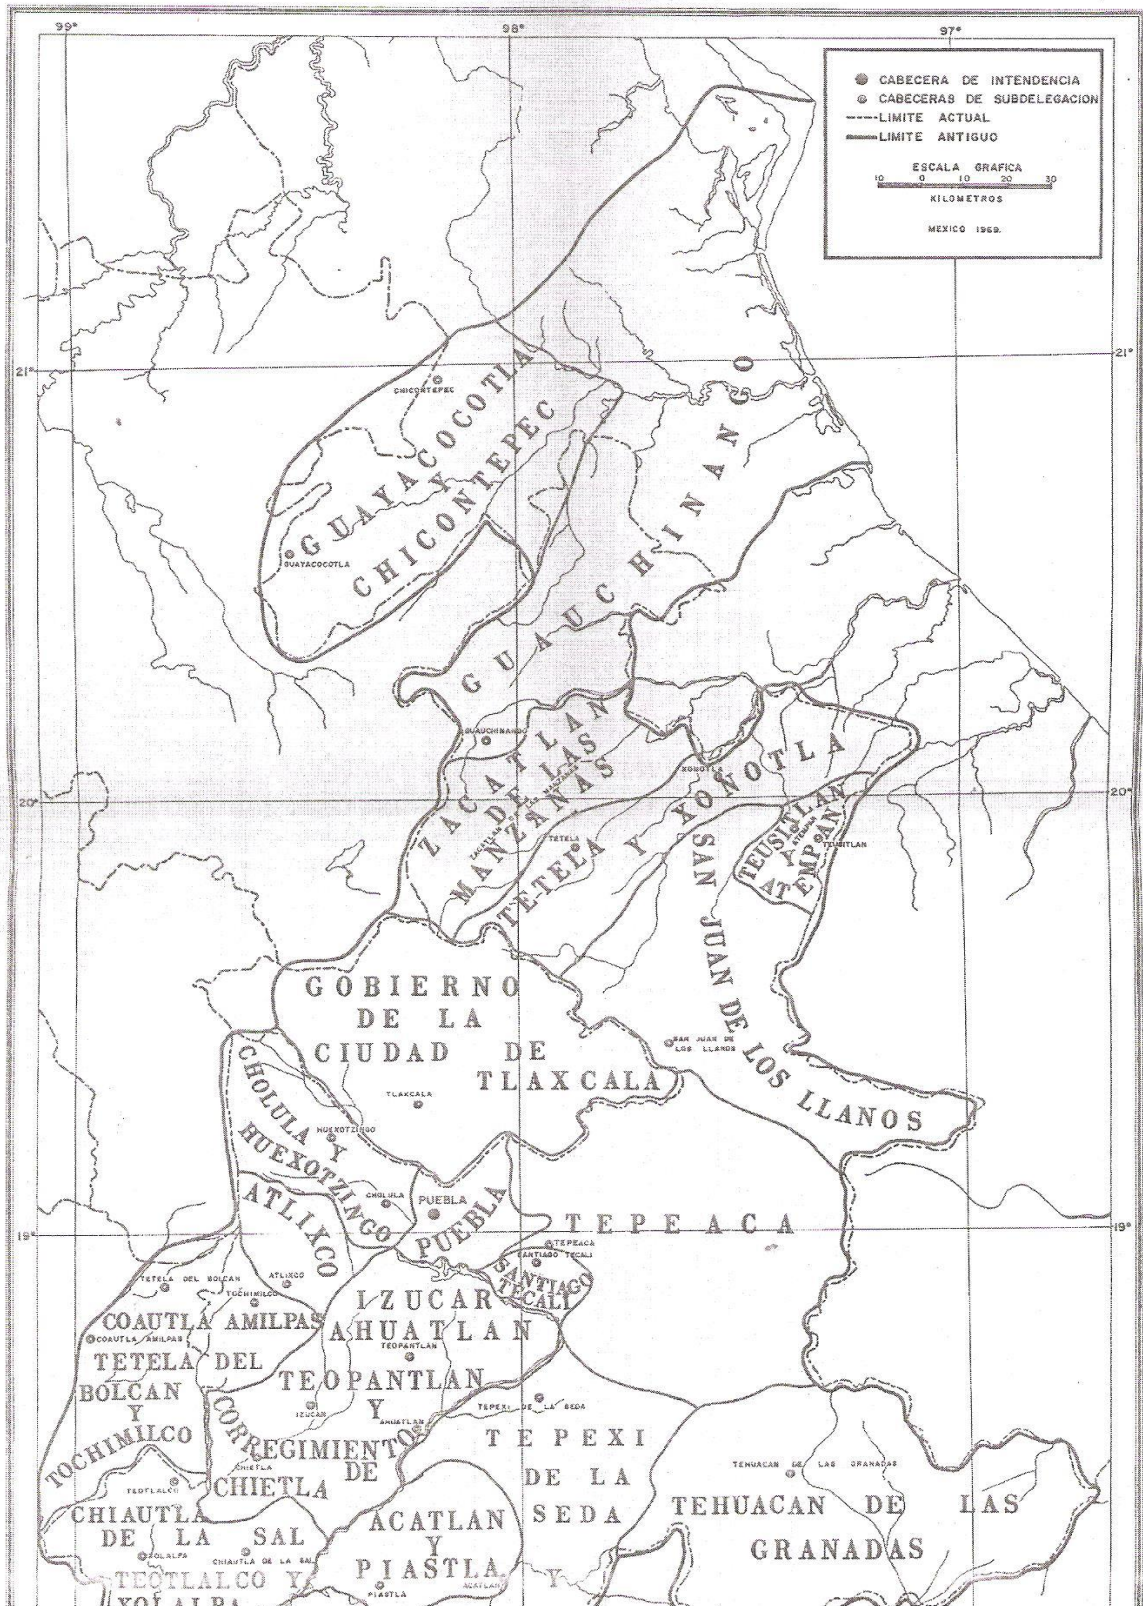 99°
98°
97°
CABECERA DE INTENDENCIA
CABECERAS DE SUBDELEGACION
LIMITE ACTUAL
LIMITE ANTIGUO
ESCALA GRAFICA
10 0 10 20 30
KILOMETROS
MEXICO 1969.
21°
21°
CHICONTEPEC
GUAYACOCOTLA
Y
CHICONTEPEC
GUAYACOCOTLA
GUAUCHINANGO
GUAUCHINANGO
ZACATLAN
DE LAS
MANZANAS
XONOTLA
TETELA Y XONOTLA
TETELA
20°
20°
TEUSITLAN
Y
ATEMPAN
TEUSITLAN
SAN JUAN DE LOS LLANOS
SAN JUAN DE
LOS LLANOS
GOBIERNO
DE LA
CIUDAD DE
TLAXCALA
TLAXCALA
CHOLULA Y
HUEXOTZINGO
HUEXOTZINGO
CHOLULA
ATLIXCO
PUEBLA
PUEBLA
TEPEACA
TEPEACA
SANTIAGO TECALI
SANTIAGO
TECALI
19°
19°
TETELA DEL BOLCAN
ATLIXCO
TOCHIMILCO
COAUTLA AMILPAS
COAUTLA AMILPAS
TETELA DEL
BOLCAN
Y
TOCHIMILCO
IZUCAR
AHUATLAN
TEOPANTLAN
TEOPANTLAN
Y
IZUCAR
AHUATLAN
CORREGIMIENTO
DE
CHIETLA
CHIETLA
TEPEXI DE LA SEDA
TEPEXI
DE LA
SEDA
Y
TEHUACAN DE LAS GRANADAS
TEHUACAN DE LAS
GRANADAS
TEOTLALCO
CHIAUTLA
DE LA SAL
XOLALPA
CHIAUTLA DE LA SAL
TEOTLALCO Y
XOLALPA
ACATLAN
Y
PIASTLA
PIASTLA
ACATLAN